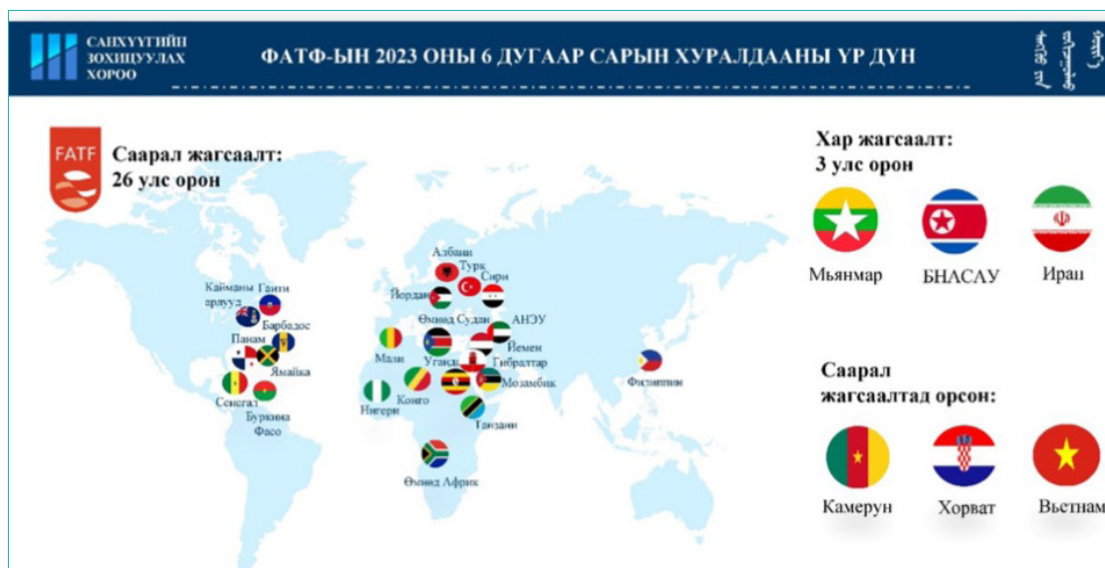 САНХҮҮГИЙН
ЗОХИЦУУЛАХ
ХОРОО
ФАТФ-ЫН 2023 ОНЫ 6 ДУГААР САРЫН ХУРАЛДААНЫ ҮР ДҮН
FATF
Саарал жагсаалт:
26 улс орон
Хар жагсаалт:
3 улс орон
Мьянмар
БНАСАУ
Иран
Саарал
жагсаалтад орсон:
Камерун
Хорват
Вьетнам
Албани
Турк
Сири
Йордан
Өмнөд Судан
АНЭУ
Йемен
Гибралтар
Мали
Уганда
Мозамбик
Нигери
Конго
Танзани
Өмнөд Африк
Филиппин
Кайманы
арлууд
Гаити
Барбадос
Панам
Ямайка
Сенегал
Буркина
Фасо